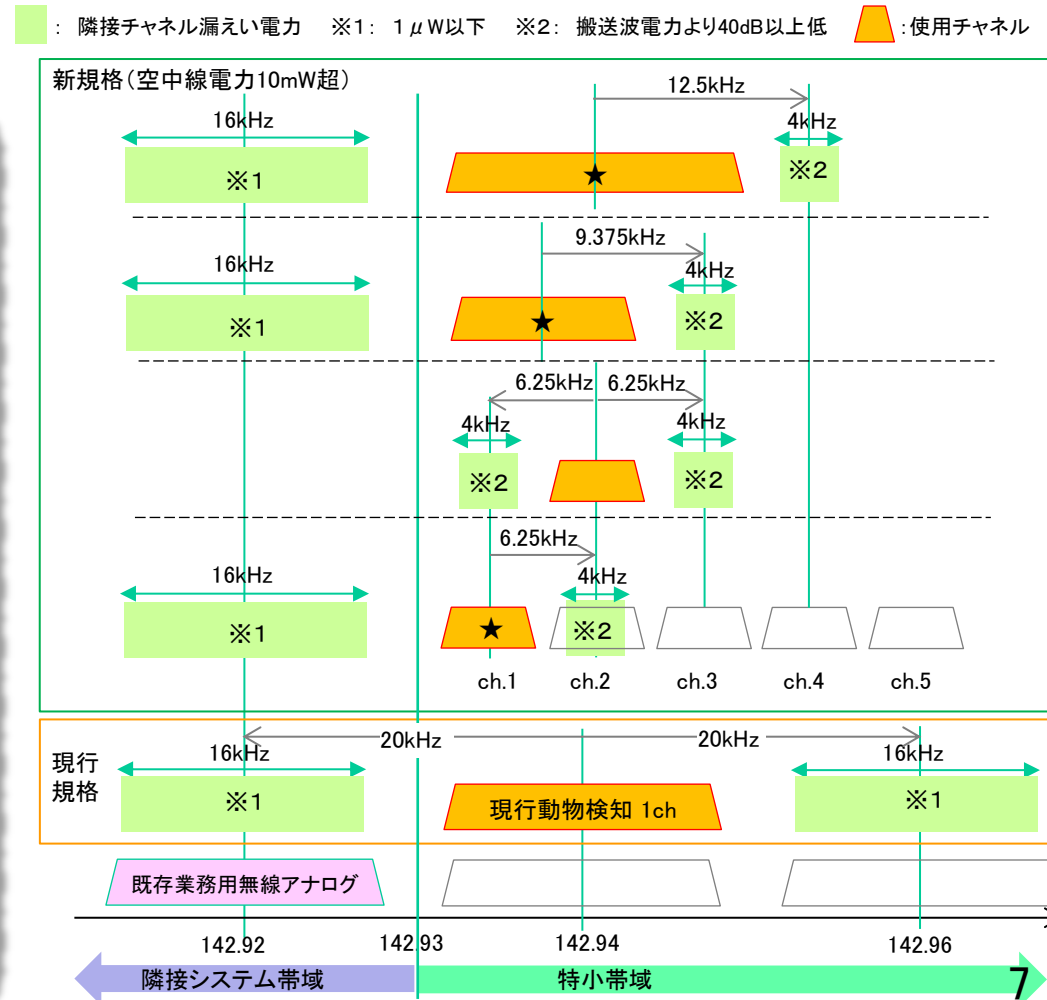 : 隣接チャネル漏えい電力 ※1: 1μW以下 ※2: 搬送波電力より40dB以上低 :使用チャネル
新規格(空中線電力10mW超)
12.5kHz
16kHz 4kHz
※1 ★ ※2
9.375kHz
16kHz 4kHz
※1 ★ ※2
6.25kHz 6.25kHz
4kHz 4kHz
※2 ※2
6.25kHz
16kHz 4kHz
※1 ★ ※2
ch.1 ch.2 ch.3 ch.4 ch.5
現行
規格
20kHz 20kHz
16kHz 16kHz
※1 現行動物検知 1ch ※1
既存業務用無線アナログ
142.92 142.93 142.94 142.96
隣接システム帯域 特小帯域 7